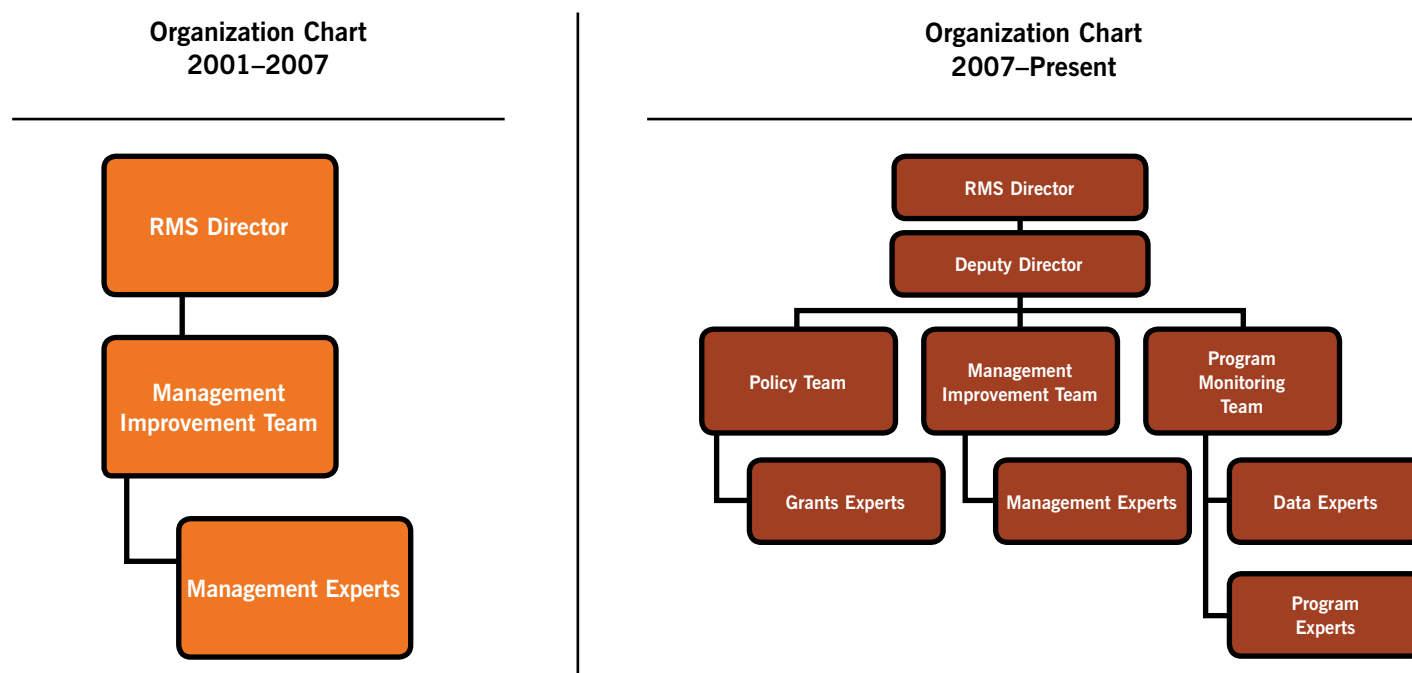 Organization Chart
2001–2007
RMS Director
Management
Improvement Team
Management Experts
Organization Chart
2007–Present
RMS Director
Deputy Director
Policy Team
Management
Improvement Team
Program
Monitoring
Team
Grants Experts
Management Experts
Data Experts
Program
Experts